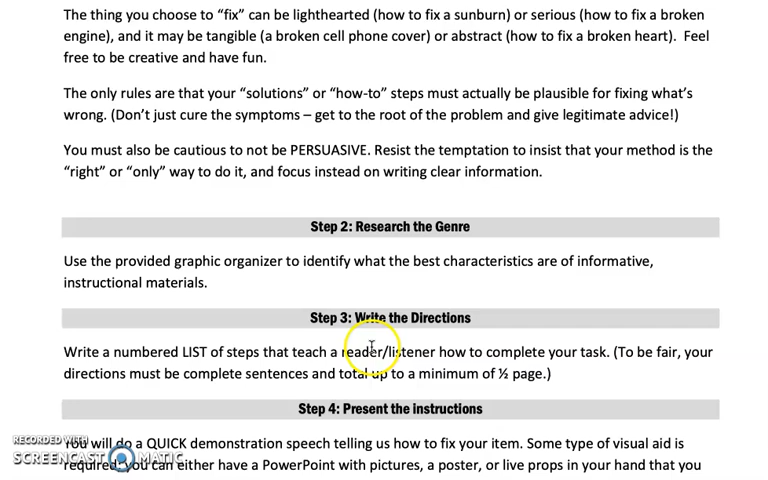 The thing you choose to “fix” can be lighthearted (how to fix a sunburn) or serious (how to fix a broken
engine), and it may be tangible (a broken cell phone cover) or abstract (how to fix a broken heart).  Feel
free to be creative and have fun.
The only rules are that your “solutions” or “how-to” steps must actually be plausible for fixing what’s
wrong. (Don’t just cure the symptoms – get to the root of the problem and give legitimate advice!)
You must also be cautious to not be PERSUASIVE. Resist the temptation to insist that your method is the
“right” or “only” way to do it, and focus instead on writing clear information.
Step 2: Research the Genre
Use the provided graphic organizer to identify what the best characteristics are of informative,
instructional materials.
Step 3: Write the Directions
Write a numbered LIST of steps that teach a reader/listener how to complete your task. (To be fair, your
directions must be complete sentences and total up to a minimum of ½ page.)
Step 4: Present the instructions
You will do a QUICK demonstration speech telling us how to fix your item. Some type of visual aid is
required: you can either have a PowerPoint with pictures, a poster, or live props in your hand that you
RECORDED WITH
SCREENCAST MATIC